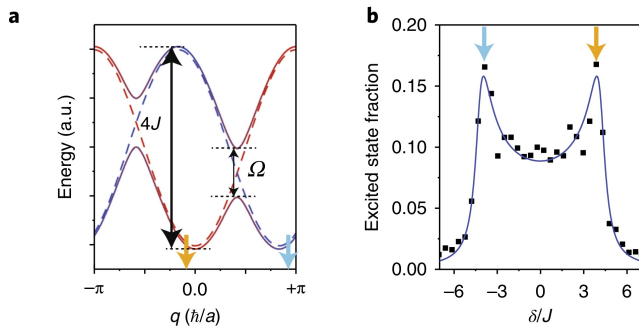 a
Energy (a.u.)
4J
Ω
−π
0.0
+π
q (ħ/a)
b
Excited state fraction
0.20
0.15
0.10
0.05
0.00
−6
−3
0
3
6
δ/J